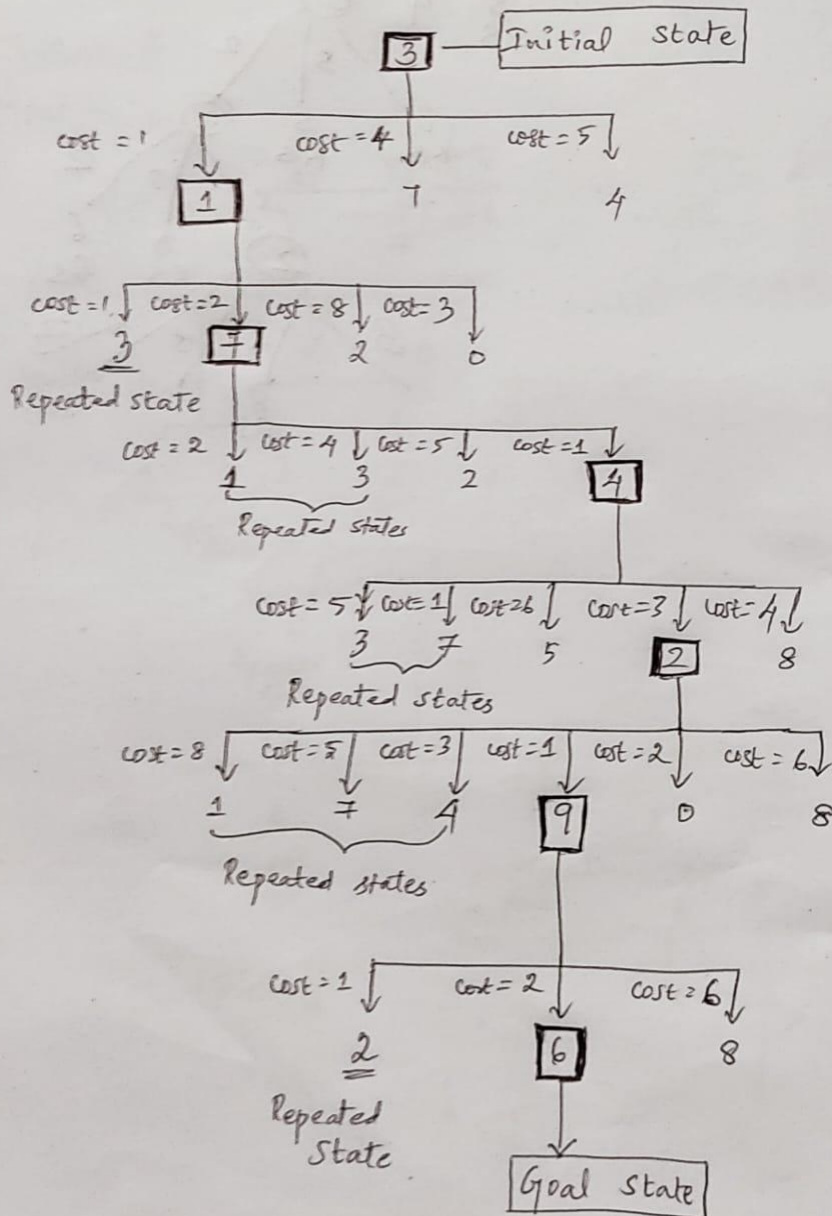 3 Initial state
cost = 1 cost = 4 cost = 5
1 7 4
cost = 1 cost = 2 cost = 8 cost = 3
3 7 2 0
Repeated state
cost = 2 cost = 4 cost = 5 cost = 1
1 3 2 4
Repeated states
cost = 5 cost = 1 cost = 6 cost = 3 cost = 4
3 7 5 2 8
Repeated states
cost = 8 cost = 5 cost = 3 cost = 1 cost = 2 cost = 6
1 7 4 9 0 8
Repeated states
cost = 1 cost = 2 cost = 6
2 6 8
Repeated
State
Goal state